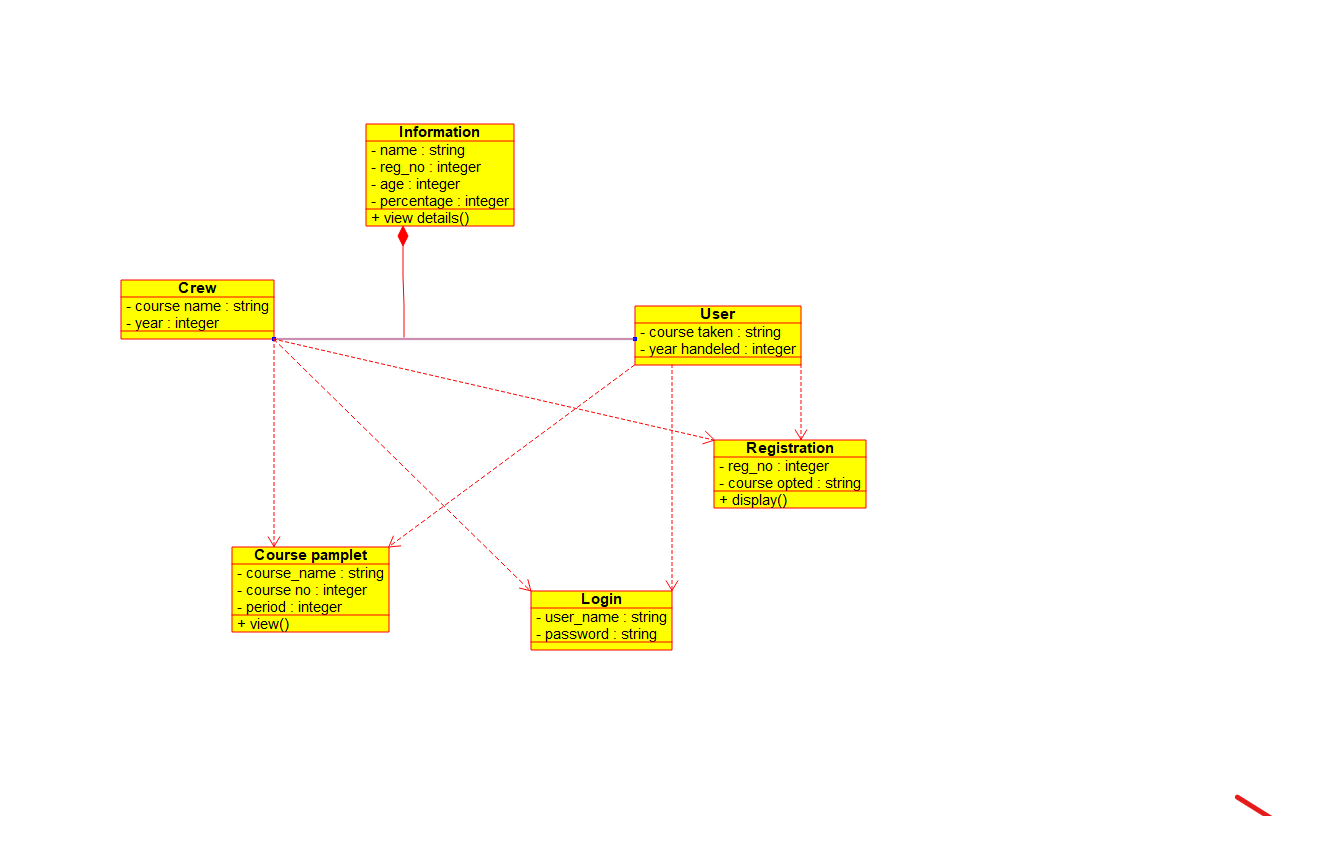 Information
- name : string
- reg_no : integer
- age : integer
- percentage : integer
+ view details()
Crew
- course name : string
- year : integer
User
- course taken : string
- year handeled : integer
Registration
- reg_no : integer
- course opted : string
+ display()
Course pamplet
- course_name : string
- course no : integer
- period : integer
+ view()
Login
- user_name : string
- password : string